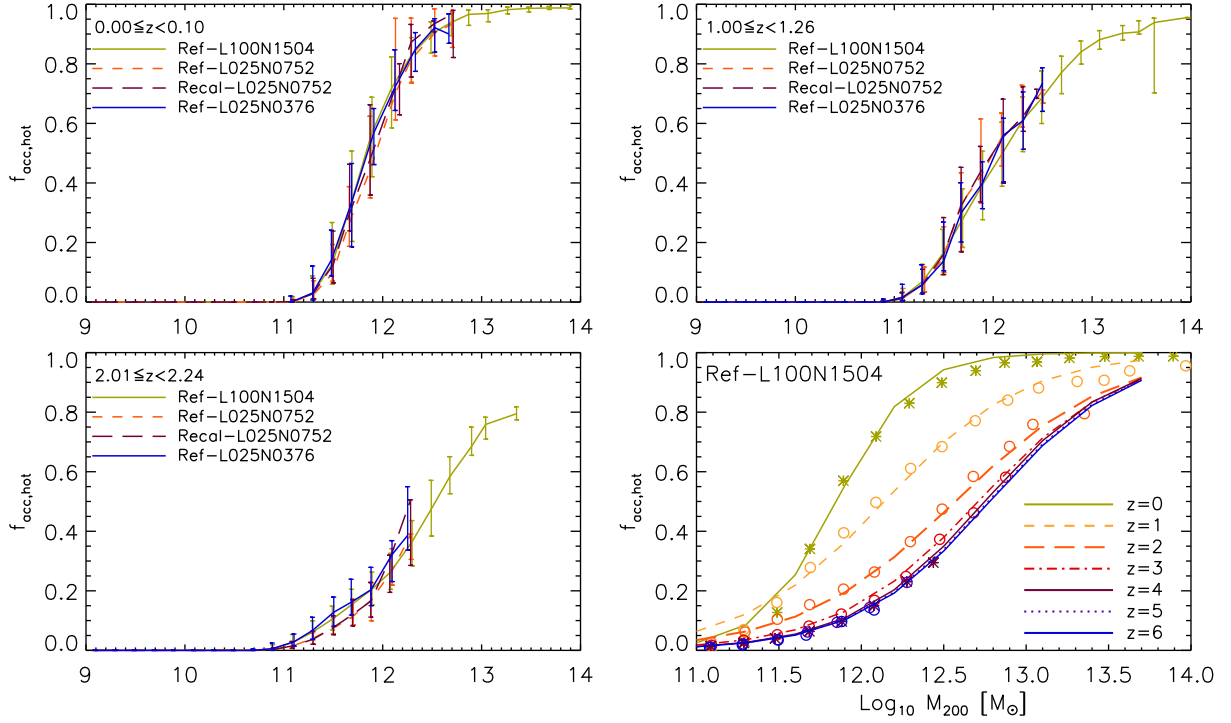 0.00≤z<0.10
Ref-L100N1504
Ref-L025N0752
Recal-L025N0752
Ref-L025N0376
f_acc,hot
1.0
0.8
0.6
0.4
0.2
0.0
9 10 11 12 13 14
1.00≤z<1.26
Ref-L100N1504
Ref-L025N0752
Recal-L025N0752
Ref-L025N0376
f_acc,hot
1.0
0.8
0.6
0.4
0.2
0.0
9 10 11 12 13 14
2.01≤z<2.24
Ref-L100N1504
Ref-L025N0752
Recal-L025N0752
Ref-L025N0376
f_acc,hot
1.0
0.8
0.6
0.4
0.2
0.0
9 10 11 12 13 14
Ref-L100N1504
z=0
z=1
z=2
z=3
z=4
z=5
z=6
f_acc,hot
1.0
0.8
0.6
0.4
0.2
0.0
11.0 11.5 12.0 12.5 13.0 13.5 14.0
Log₁₀ M₂₀₀ [M☉]